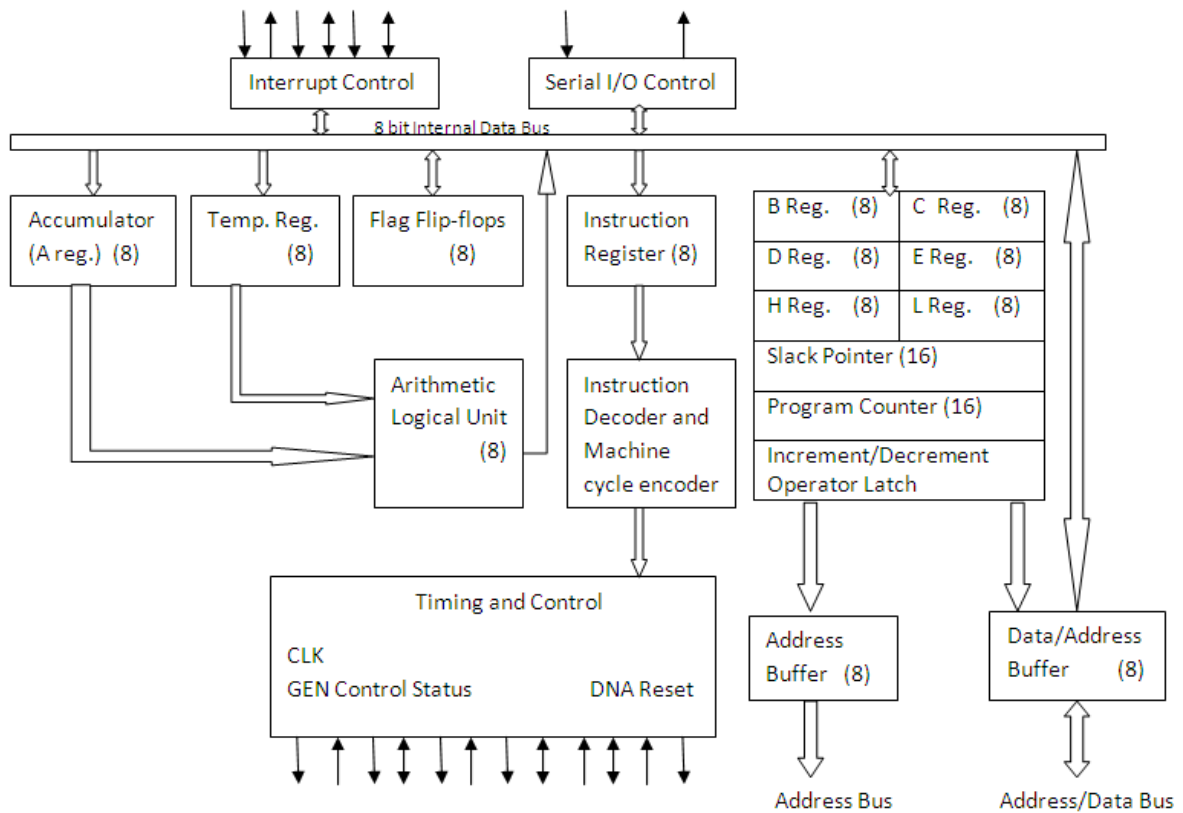 Interrupt Control
Serial I/O Control
8 bit Internal Data Bus
Accumulator
(A reg.) (8)
Temp. Reg.
(8)
Flag Flip-flops
(8)
Instruction
Register (8)
B Reg. (8)
C Reg. (8)
D Reg. (8)
E Reg. (8)
H Reg. (8)
L Reg. (8)
Slack Pointer (16)
Program Counter (16)
Increment/Decrement
Operator Latch
Arithmetic
Logical Unit
(8)
Instruction
Decoder and
Machine
cycle encoder
Timing and Control
CLK
GEN Control Status
DNA Reset
Address
Buffer (8)
Data/Address
Buffer (8)
Address Bus
Address/Data Bus